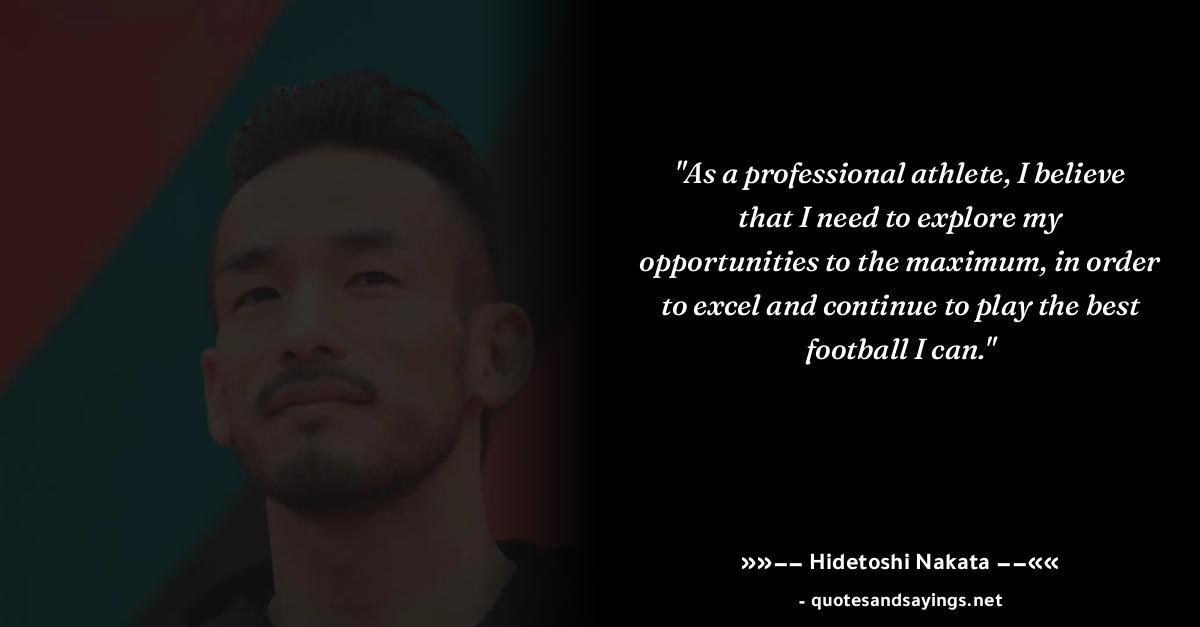 "As a professional athlete, I believe
that I need to explore my
opportunities to the maximum, in order
to excel and continue to play the best
football I can."
»»–– Hidetoshi Nakata ––««
- quotesandsayings.net